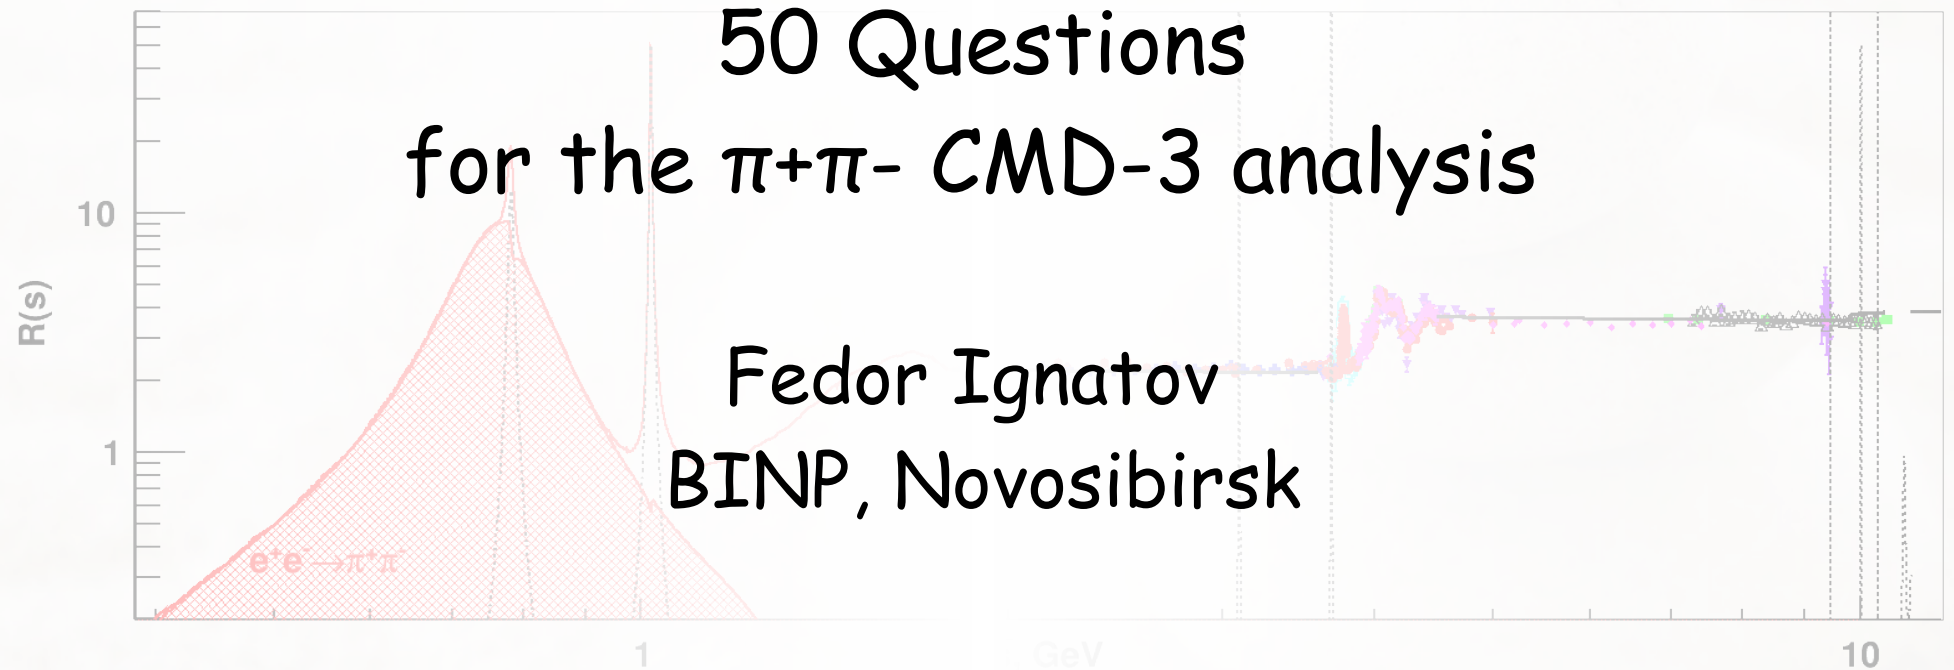 50 Questions
for the π+π- CMD-3 analysis
Fedor Ignatov
BINP, Novosibirsk
R(s)
10
1
e⁺e⁻→π⁺π⁻
1
GeV
10